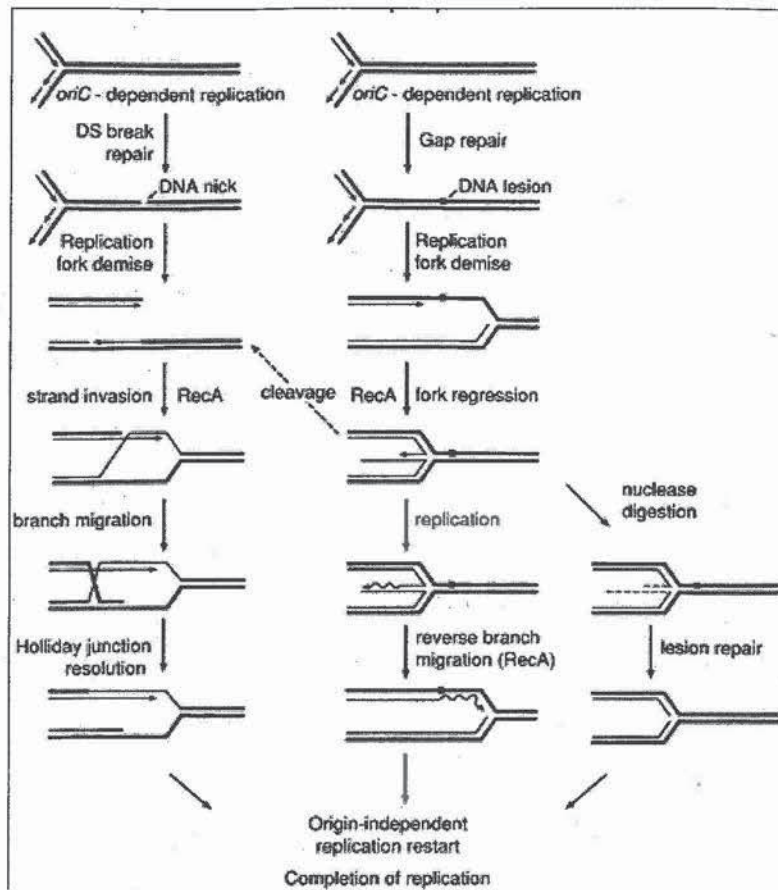 oriC - dependent replication
DS break
repair
DNA nick
Replication
fork demise
strand invasion
RecA
branch migration
Holliday junction
resolution
oriC - dependent replication
Gap repair
DNA lesion
Replication
fork demise
cleavage
RecA
fork regression
replication
reverse branch
migration (RecA)
nuclease
digestion
lesion repair
Origin-independent
replication restart
Completion of replication